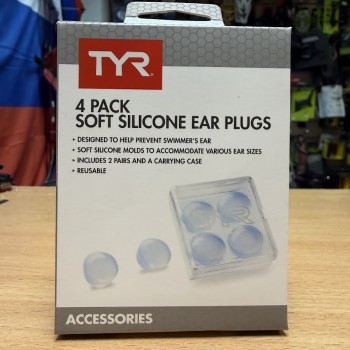 TYR
4 PACK
SOFT SILICONE EAR PLUGS
• DESIGNED TO HELP PREVENT SWIMMER'S EAR
• SOFT SILICONE MOLDS TO ACCOMMODATE VARIOUS EAR SIZES
• INCLUDES 2 PAIRS AND A CARRYING CASE
• REUSABLE
ACCESSORIES